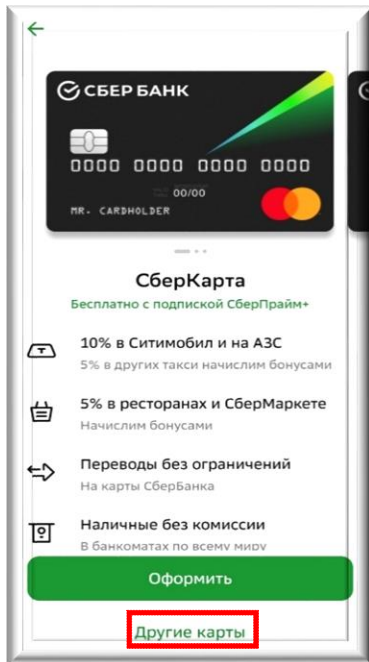 СБЕР БАНК
0000 0000 0000 0000
00/00
MR. CARDHOLDER
СберКарта
Бесплатно с подпиской СберПрайм+
10% в Ситимобил и на АЗС
5% в других такси начислим бонусами
5% в ресторанах и СберМаркете
Начислим бонусами
Переводы без ограничений
На карты СберБанка
Наличные без комиссии
В банкоматах по всему миру
Оформить
Другие карты